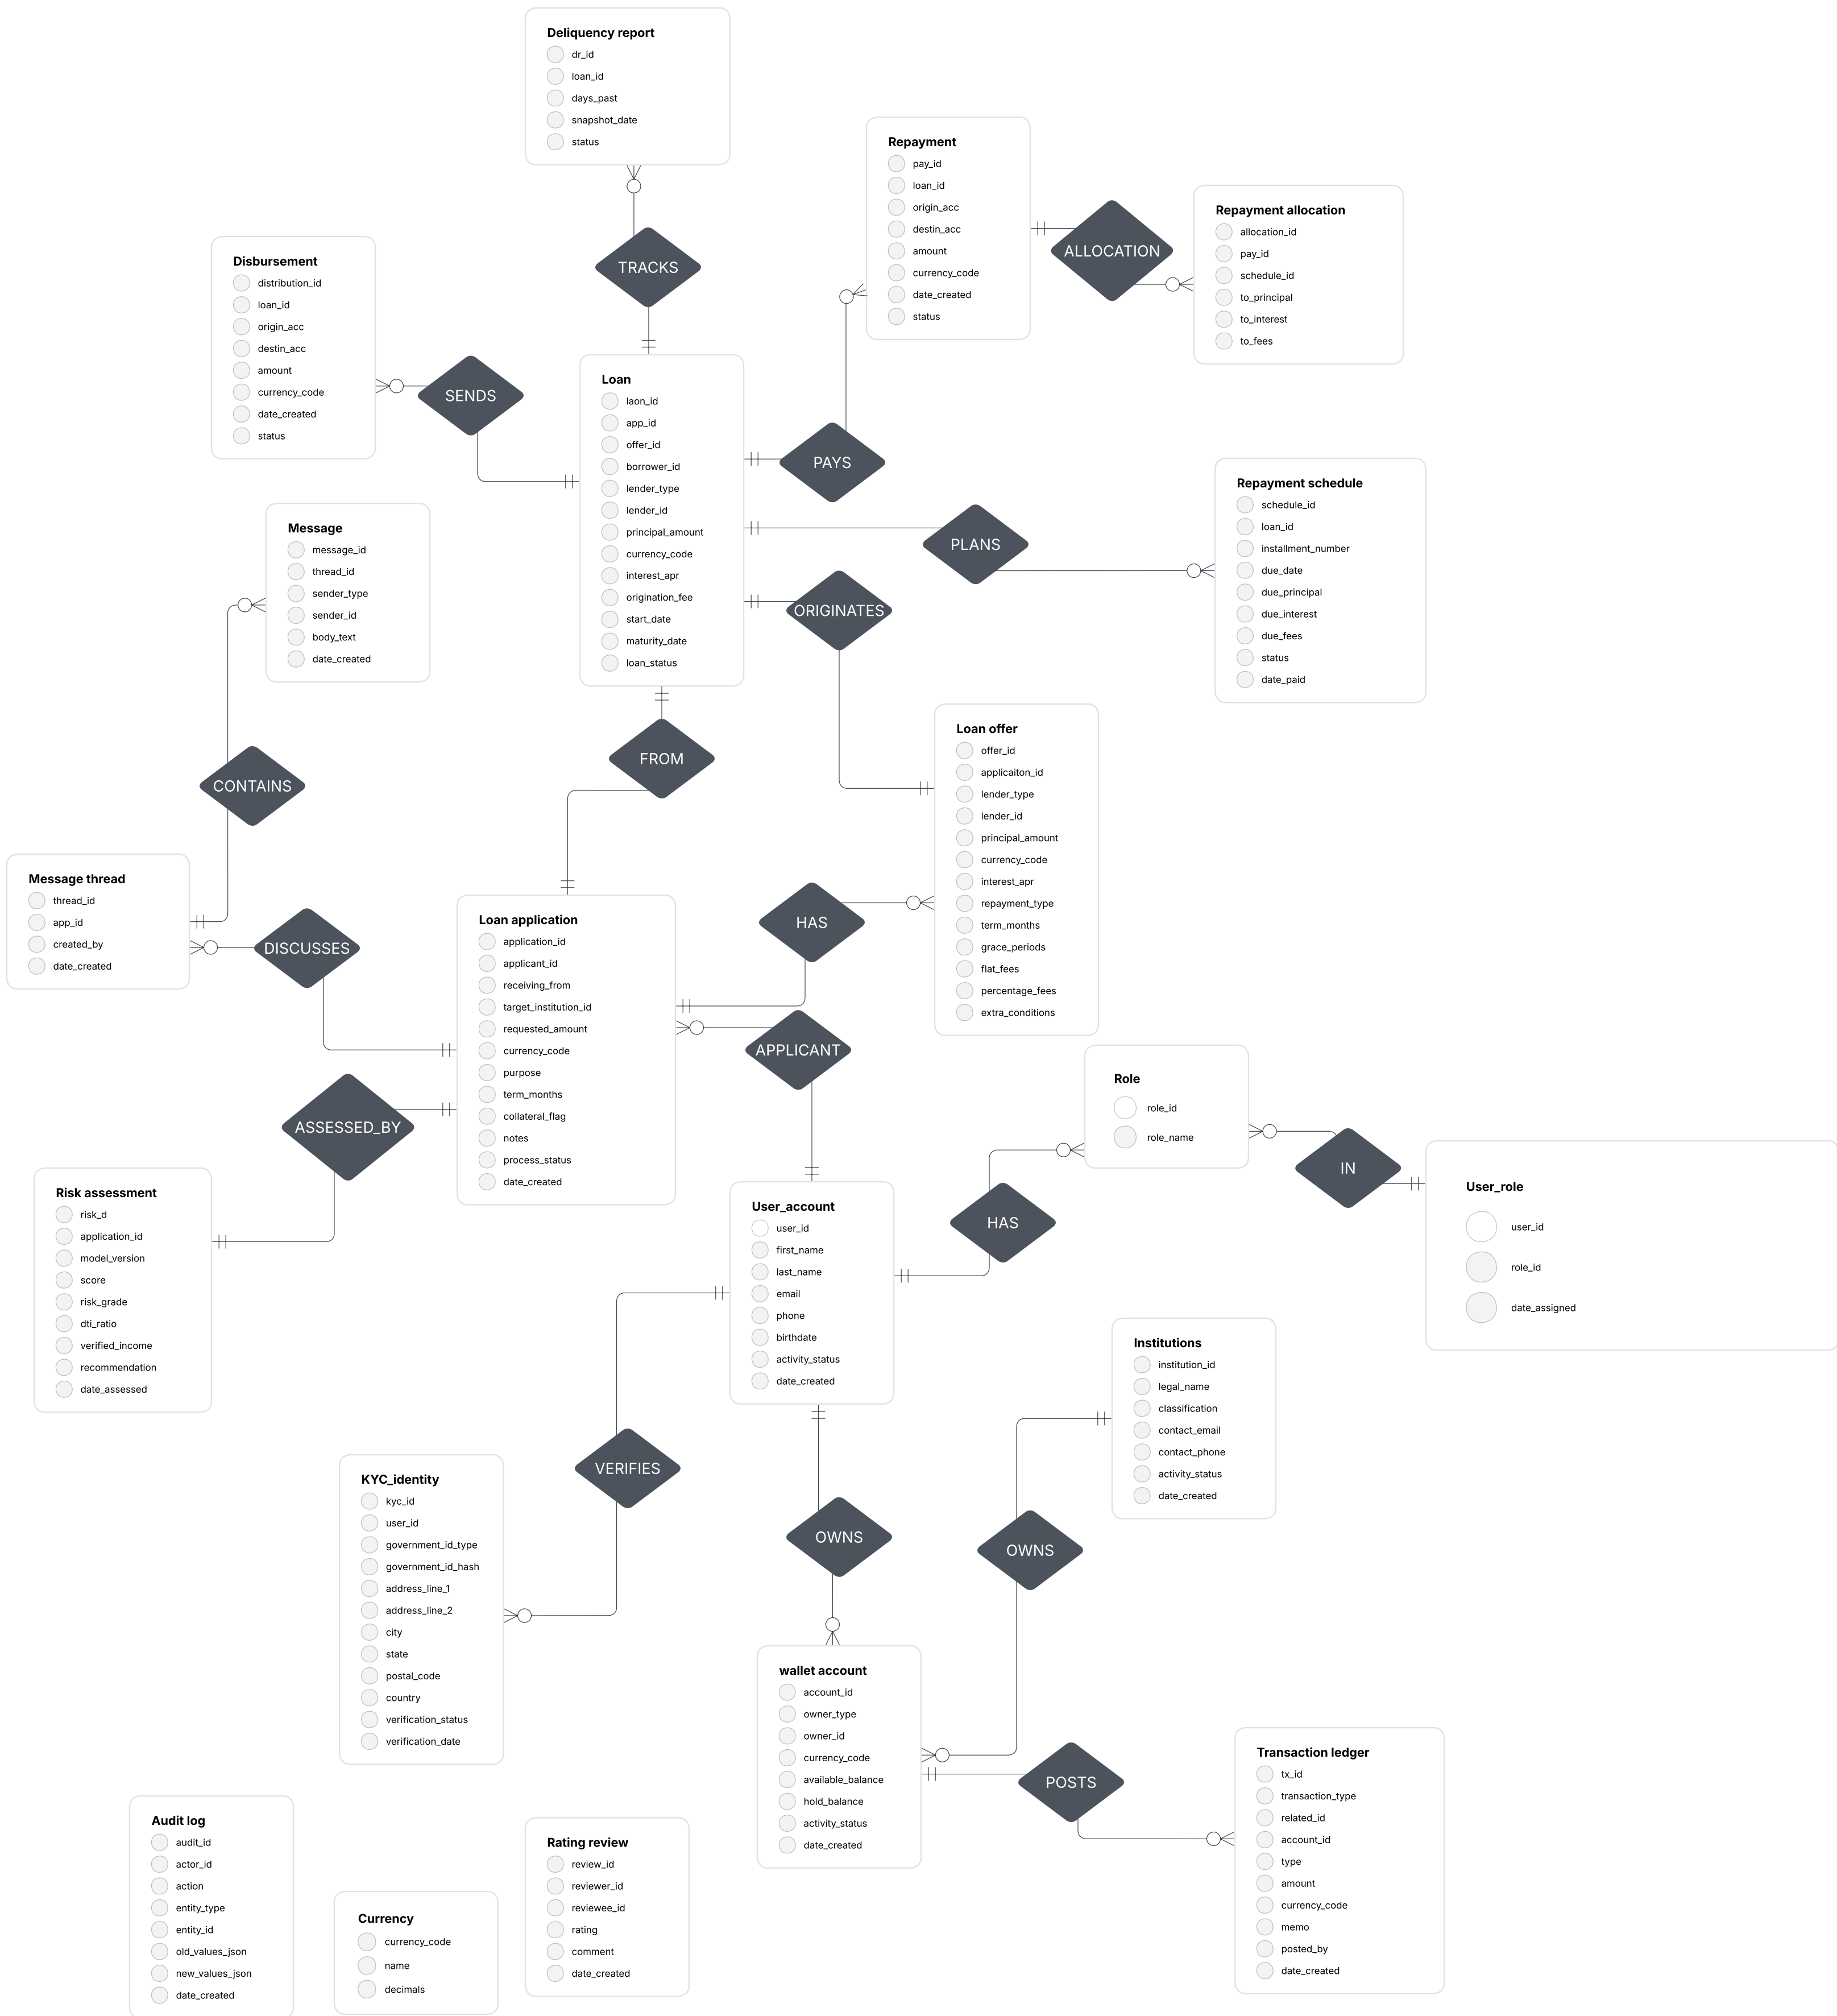 Deliquency report
dr_id
loan_id
days_past
snapshot_date
status
Repayment
pay_id
loan_id
origin_acc
destin_acc
amount
currency_code
date_created
status
ALLOCATION
Repayment allocation
allocation_id
pay_id
schedule_id
to_principal
to_interest
to_fees
TRACKS
Disbursement
distribution_id
loan_id
origin_acc
destin_acc
amount
currency_code
date_created
status
SENDS
Loan
laon_id
app_id
offer_id
borrower_id
lender_type
lender_id
principal_amount
currency_code
interest_apr
origination_fee
start_date
maturity_date
loan_status
PAYS
PLANS
ORIGINATES
Repayment schedule
schedule_id
loan_id
installment_number
due_date
due_principal
due_interest
due_fees
status
date_paid
Message
message_id
thread_id
sender_type
sender_id
body_text
date_created
CONTAINS
FROM
Loan offer
offer_id
applicaiton_id
lender_type
lender_id
principal_amount
currency_code
interest_apr
repayment_type
term_months
grace_periods
flat_fees
percentage_fees
extra_conditions
Message thread
thread_id
app_id
created_by
date_created
DISCUSSES
Loan application
application_id
applicant_id
receiving_from
target_institution_id
requested_amount
currency_code
purpose
term_months
collateral_flag
notes
process_status
date_created
HAS
APPLICANT
ASSESSED_BY
Role
role_id
role_name
IN
User_role
user_id
role_id
date_assigned
Risk assessment
risk_d
application_id
model_version
score
risk_grade
dti_ratio
verified_income
recommendation
date_assessed
User_account
user_id
first_name
last_name
email
phone
birthdate
activity_status
date_created
HAS
Institutions
institution_id
legal_name
classification
contact_email
contact_phone
activity_status
date_created
VERIFIES
KYC_identity
kyc_id
user_id
government_id_type
government_id_hash
address_line_1
address_line_2
city
state
postal_code
country
verification_status
verification_date
OWNS
OWNS
wallet account
account_id
owner_type
owner_id
currency_code
available_balance
hold_balance
activity_status
date_created
POSTS
Transaction ledger
tx_id
transaction_type
related_id
account_id
type
amount
currency_code
memo
posted_by
date_created
Audit log
audit_id
actor_id
action
entity_type
entity_id
old_values_json
new_values_json
date_created
Currency
currency_code
name
decimals
Rating review
review_id
reviewer_id
reviewee_id
rating
comment
date_created